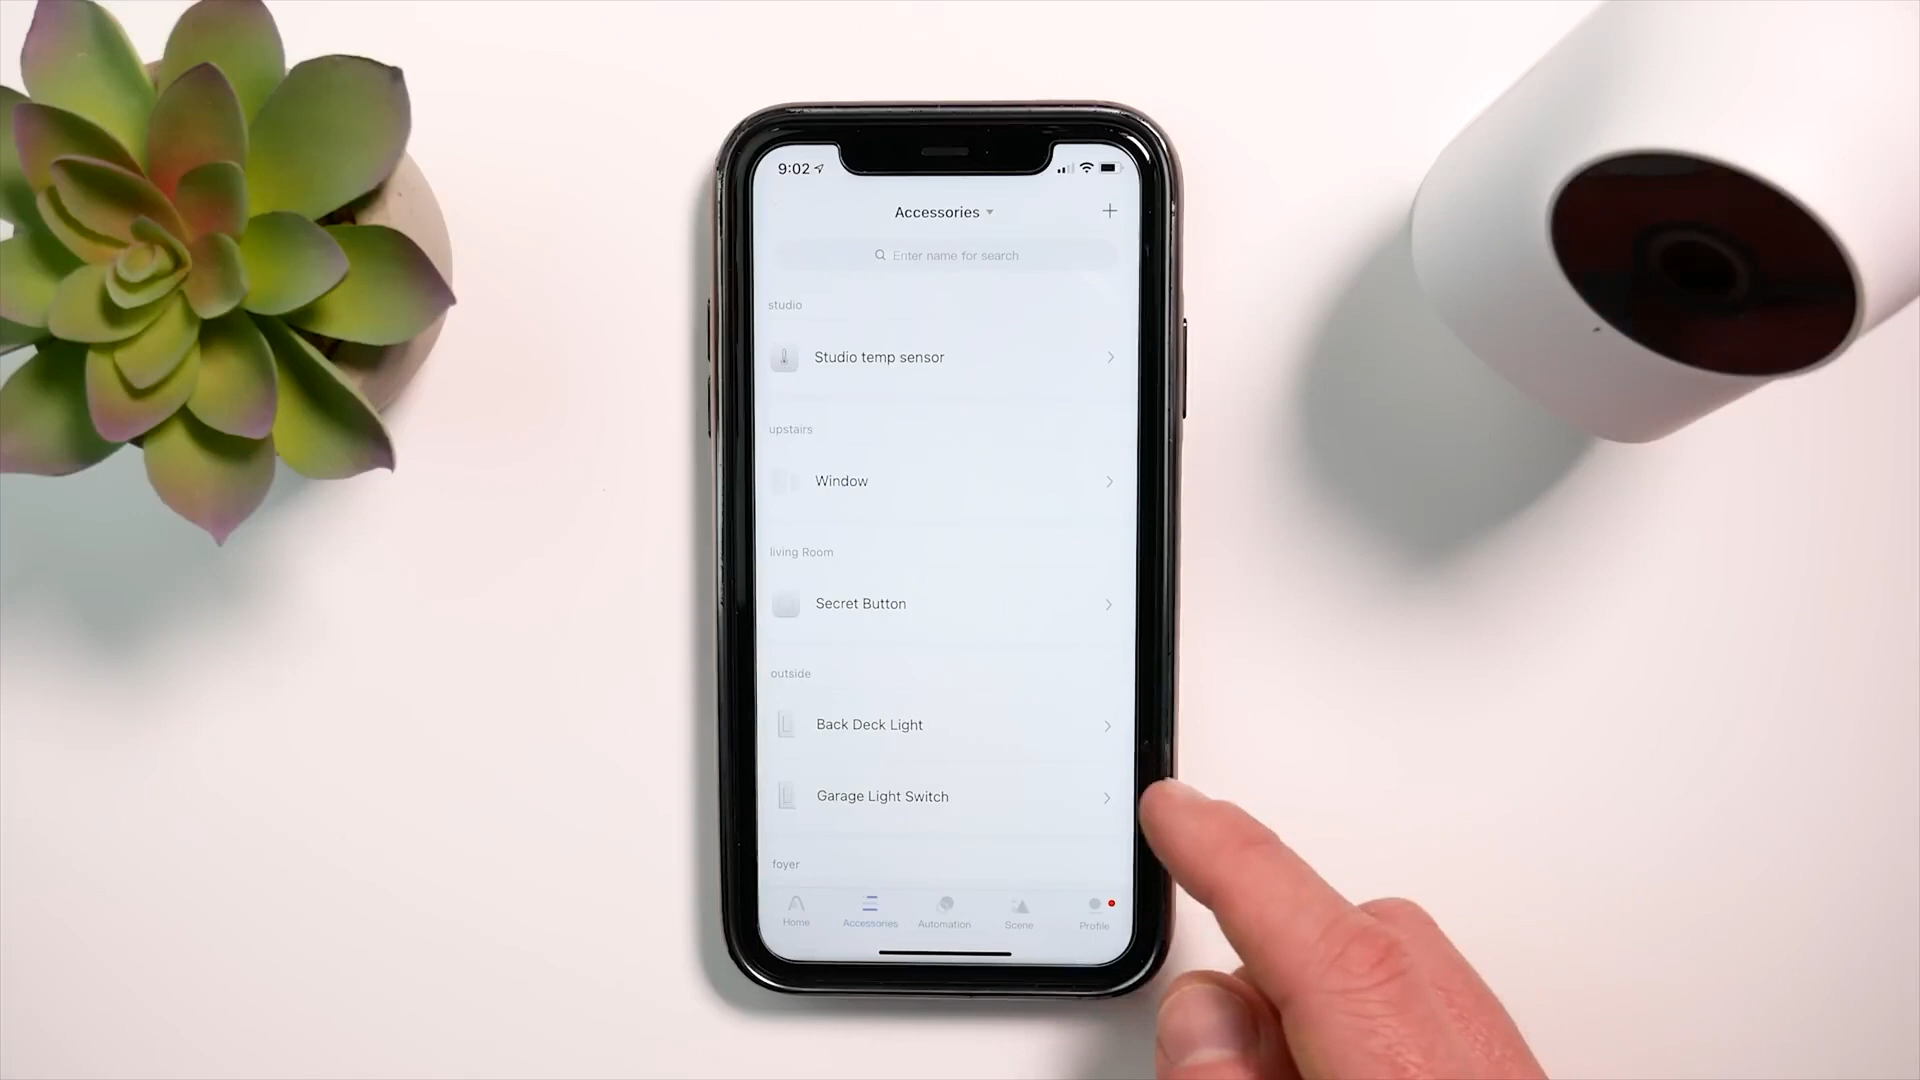 9:02
Accessories
Enter name for search
studio
Studio temp sensor
upstairs
Window
living Room
Secret Button
outside
Back Deck Light
Garage Light Switch
foyer
Home Accessories Automation Scene Profile